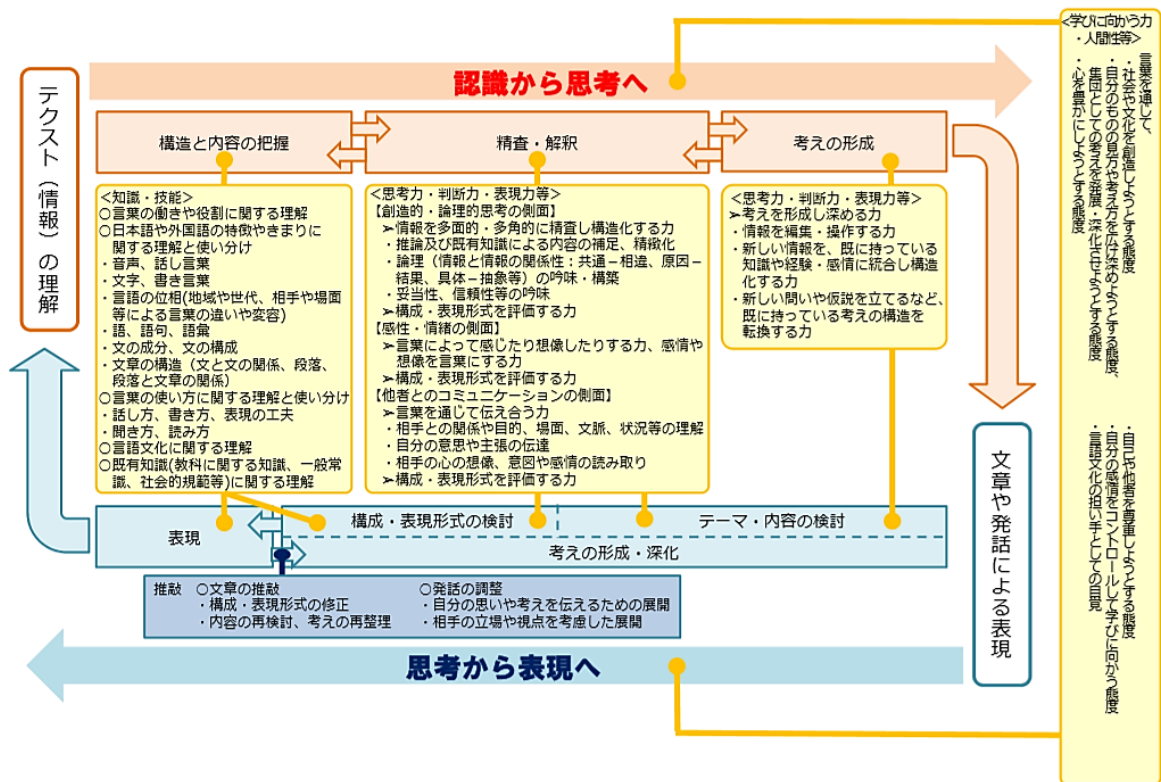 認識から思考へ
テクスト(情報)の理解
構造と内容の把握
精査・解釈
考えの形成
<知識・技能>
○言葉の働きや役割に関する理解
○日本語や外国語の特徴やきまりに
関する理解と使い分け
・音声、話し言葉
・文字、書き言葉
・言語の位相(地域や世代、相手や場面
等による言葉の違いや変容)
・語、語句、語彙
・文の成分、文の構成
・文章の構造(文と文の関係、段落、
段落と文章の関係)
○言葉の使い方に関する理解と使い分け
・話し方、書き方、表現の工夫
・聞き方、読み方
○言語文化に関する理解
○既有知識(教科に関する知識、一般常
識、社会的規範等)に関する理解
<思考力・判断力・表現力等>
【創造的・論理的思考の側面】
➢情報を多面的・多角的に精査し構造化する力
・推論及び既有知識による内容の補足、精緻化
・論理(情報と情報の関係性:共通-相違、原因-
結果、具体-抽象等)の吟味・構築
・妥当性、信頼性等の吟味
➢構成・表現形式を評価する力
【感性・情緒の側面】
➢言葉によって感じたり想像したりする力、感情や
想像を言葉にする力
➢構成・表現形式を評価する力
【他者とのコミュニケーションの側面】
➢言葉を通じて伝え合う力
・相手との関係や目的、場面、文脈、状況等の理解
・自分の意思や主張の伝達
・相手の心の想像、意図や感情の読み取り
➢構成・表現形式を評価する力
<思考力・判断力・表現力等>
➢考えを形成し深める力
・情報を編集・操作する力
・新しい情報を、既に持っている
知識や経験・感情に統合し構造
化する力
・新しい問いや仮説を立てるなど、
既に持っている考えの構造を
転換する力
文章や発話による表現
表現
構成・表現形式の検討
テーマ・内容の検討
考えの形成・深化
推敲 ○文章の推敲
・構成・表現形式の修正
・内容の再検討、考えの再整理
○発話の調整
・自分の思いや考えを伝えるための展開
・相手の立場や視点を考慮した展開
思考から表現へ
<学びに向かう力
・人間性等>
言葉を通じて、
・社会や文化を創造しようとする態度
・自分のものの見方や考え方を広げ深めようとする態度、
集団としての考えを発展・深化させようとする態度
・心を豊かにしようとする態度
・自己や他者を尊重しようとする態度
・自分の感情をコントロールして学びに向かう態度
・言語文化の担い手としての自覚